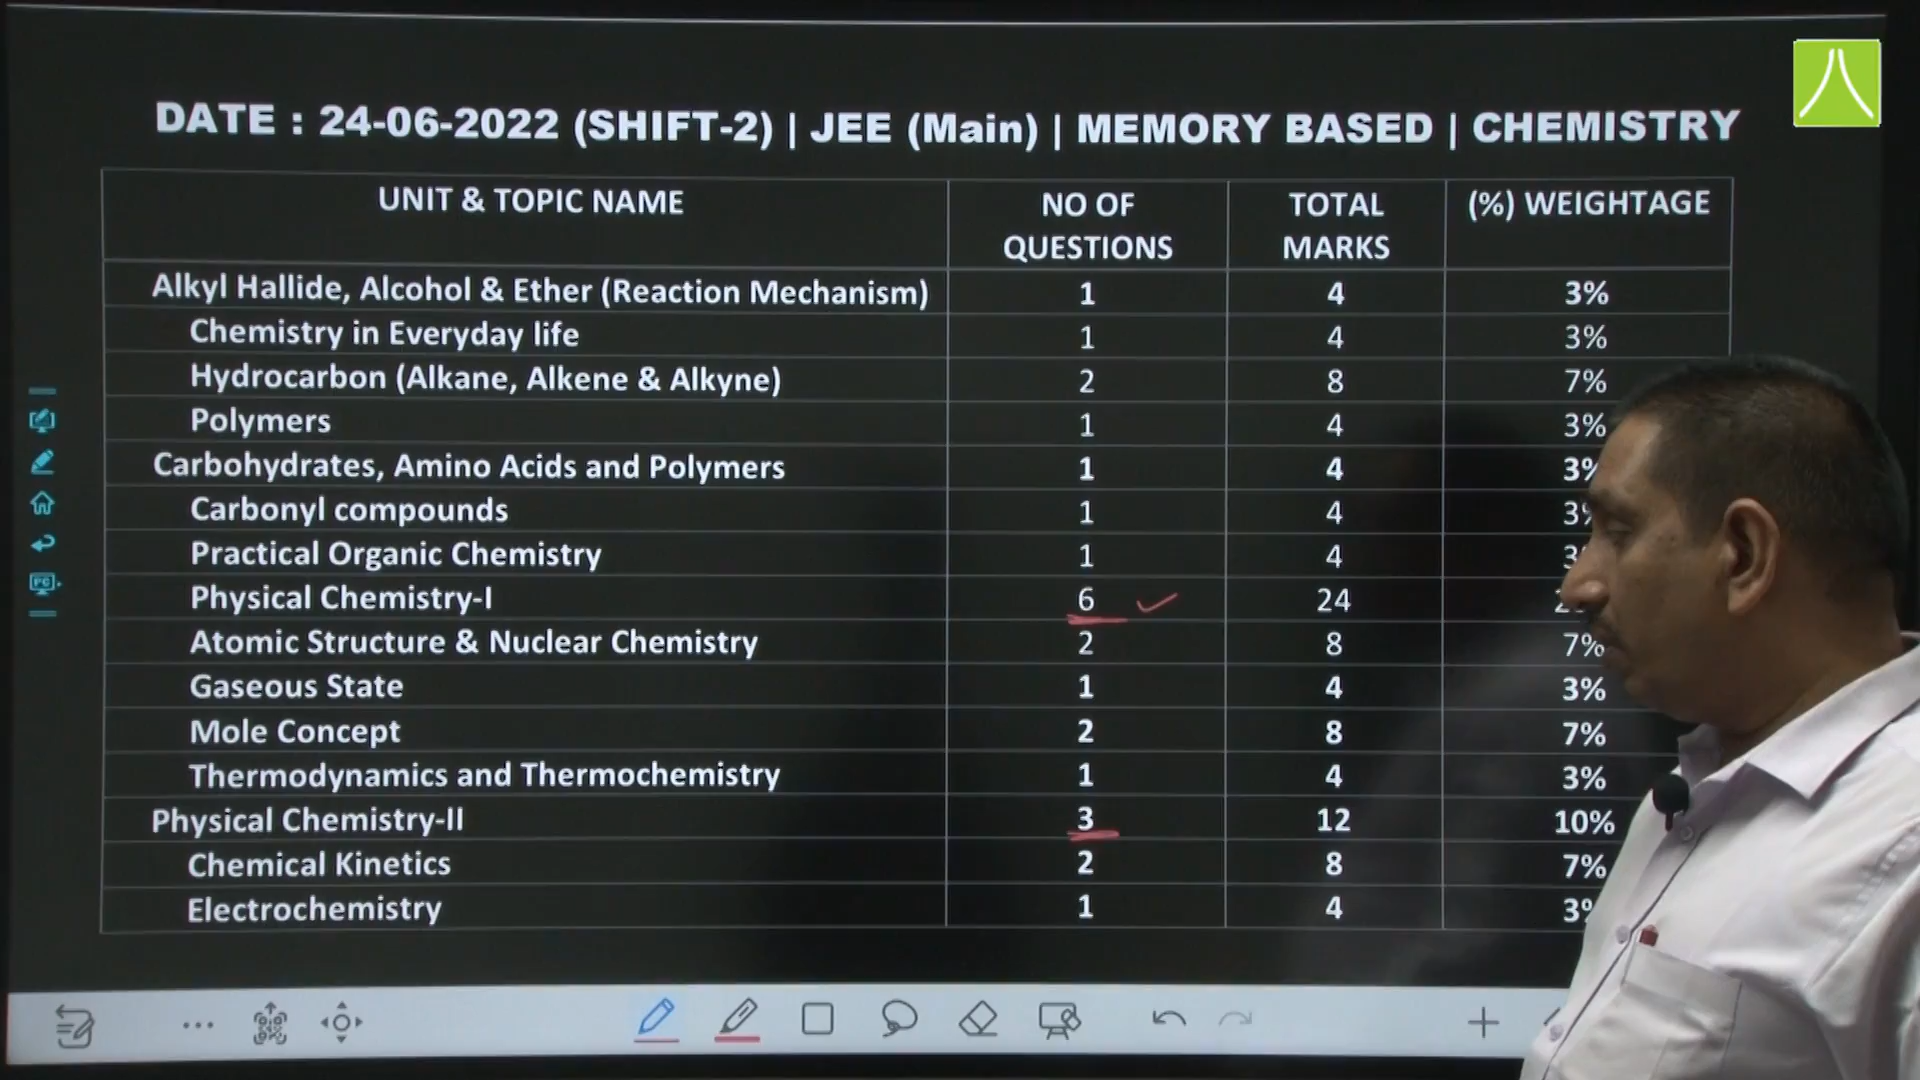 DATE : 24-06-2022 (SHIFT-2) | JEE (Main) | MEMORY BASED | CHEMISTRY
UNIT & TOPIC NAME NO OF QUESTIONS TOTAL MARKS (%) WEIGHTAGE
Alkyl Hallide, Alcohol & Ether (Reaction Mechanism) 1 4 3%
Chemistry in Everyday life 1 4 3%
Hydrocarbon (Alkane, Alkene & Alkyne) 2 8 7%
Polymers 1 4 3%
Carbohydrates, Amino Acids and Polymers 1 4 3%
Carbonyl compounds 1 4
Practical Organic Chemistry 1 4
Physical Chemistry-I 6 24
Atomic Structure & Nuclear Chemistry 2 8 7%
Gaseous State 1 4 3%
Mole Concept 2 8 7%
Thermodynamics and Thermochemistry 1 4 3%
Physical Chemistry-II 3 12 10%
Chemical Kinetics 2 8 7%
Electrochemistry 1 4 3%
PC